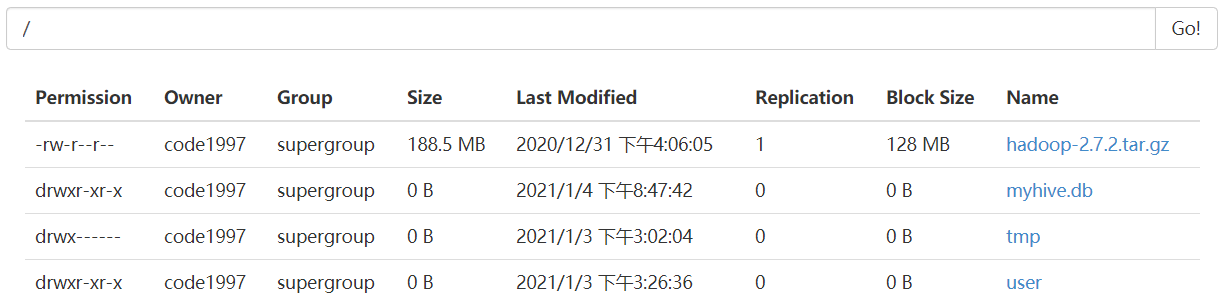 / Go!
Permission Owner Group Size Last Modified Replication Block Size Name
-rw-r--r-- code1997 supergroup 188.5 MB 2020/12/31 下午4:06:05 1 128 MB hadoop-2.7.2.tar.gz
drwxr-xr-x code1997 supergroup 0 B 2021/1/4 下午8:47:42 0 0 B myhive.db
drwx------ code1997 supergroup 0 B 2021/1/3 下午3:02:04 0 0 B tmp
drwxr-xr-x code1997 supergroup 0 B 2021/1/3 下午3:26:36 0 0 B user